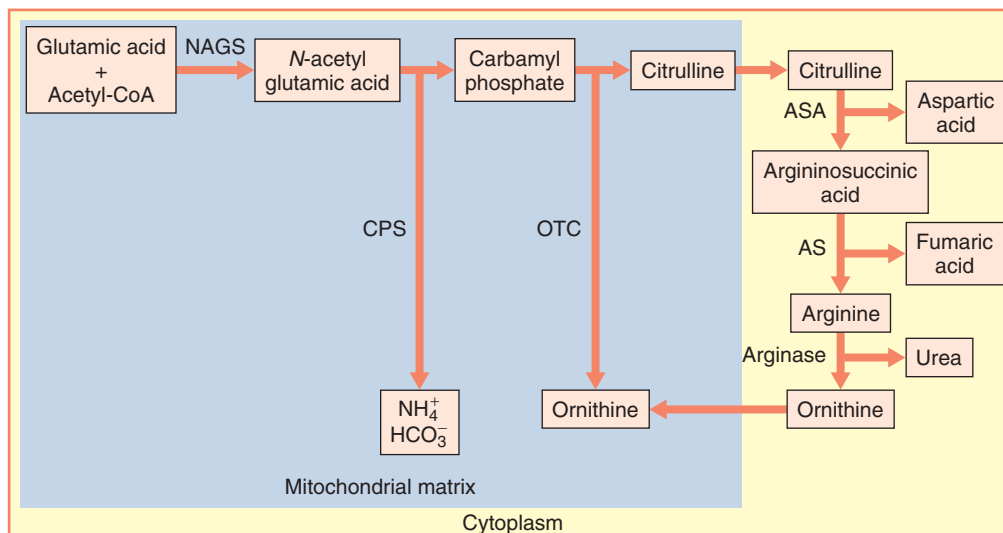 Glutamic acid
+
Acetyl-CoA
NAGS
N-acetyl
glutamic acid
Carbamyl
phosphate
Citrulline
Citrulline
ASA
Aspartic
acid
Argininosuccinic
acid
CPS
OTC
AS
Fumaric
acid
Arginine
Arginase
Urea
NH₄⁺
HCO₃⁻
Ornithine
Ornithine
Mitochondrial matrix
Cytoplasm